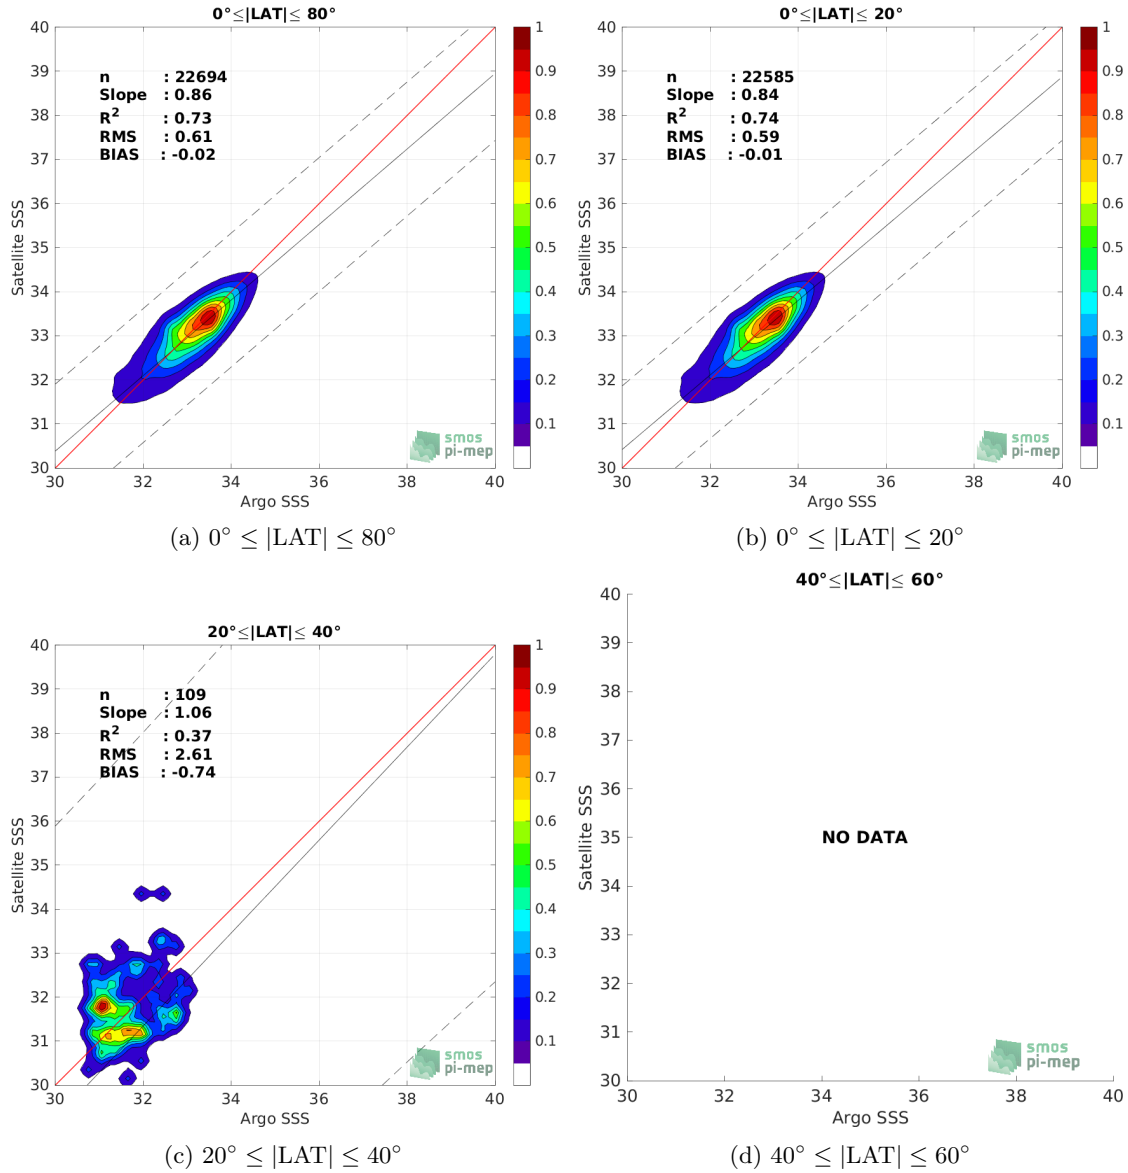 0°≤|LAT|≤ 80°
40
39
38
37
36
35
34
33
32
31
30
Satellite SSS
n : 22694
Slope : 0.86
R² : 0.73
RMS : 0.61
BIAS : -0.02
smos
pi-mep
30 32 34 36 38 40
Argo SSS
1
0.9
0.8
0.7
0.6
0.5
0.4
0.3
0.2
0.1
(a) 0° ≤ |LAT| ≤ 80°
0°≤|LAT|≤ 20°
40
39
38
37
36
35
34
33
32
31
30
Satellite SSS
n : 22585
Slope : 0.84
R² : 0.74
RMS : 0.59
BIAS : -0.01
smos
pi-mep
30 32 34 36 38 40
Argo SSS
1
0.9
0.8
0.7
0.6
0.5
0.4
0.3
0.2
0.1
(b) 0° ≤ |LAT| ≤ 20°
20°≤|LAT|≤ 40°
40
39
38
37
36
35
34
33
32
31
30
Satellite SSS
n : 109
Slope : 1.06
R² : 0.37
RMS : 2.61
BIAS : -0.74
smos
pi-mep
30 32 34 36 38 40
Argo SSS
1
0.9
0.8
0.7
0.6
0.5
0.4
0.3
0.2
0.1
(c) 20° ≤ |LAT| ≤ 40°
40°≤|LAT|≤ 60°
40
39
38
37
36
35
34
33
32
31
30
Satellite SSS
NO DATA
smos
pi-mep
30 32 34 36 38 40
Argo SSS
(d) 40° ≤ |LAT| ≤ 60°